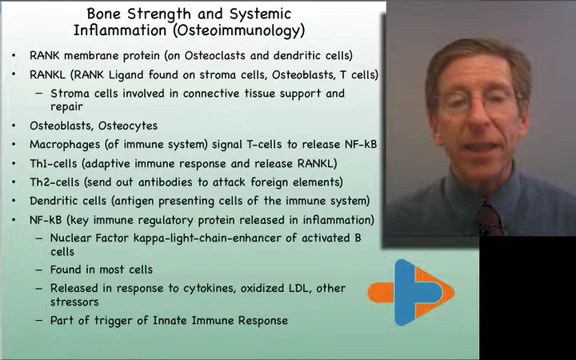 Bone Strength and Systemic
Inflammation (Osteoimmunology)
• RANK membrane protein (on Osteoclasts and dendritic cells)
• RANKL (RANK Ligand found on stroma cells, Osteoblasts, T cells)
– Stroma cells involved in connective tissue support and
repair
• Osteoblasts, Osteocytes
• Macrophages (of immune system) signal T-cells to release NF-kB
• Th1-cells (adaptive immune response and release RANKL)
• Th2-cells (send out antibodies to attack foreign elements)
• Dendritic cells (antigen presenting cells of the immune system)
• NF-kB (key immune regulatory protein released in inflammation)
– Nuclear Factor kappa-light-chain-enhancer of activated B
cells
– Found in most cells
– Released in response to cytokines, oxidized LDL, other
stressors
– Part of trigger of Innate Immune Response